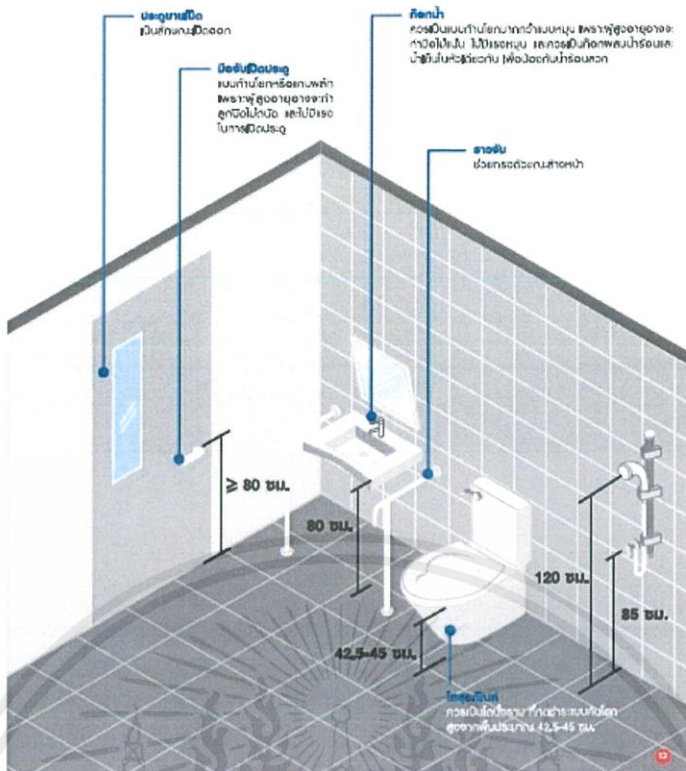 ประตูบานเปิด
เป็นลักษณะเปิดออก
มือจับเปิดประตู
แบบก้านโยกหรือแกนผลัก
เพราะผู้สูงอายุอาจจะกำ
ลูกบิดไม่ถนัด และไม่มีแรง
ในการเปิดประตู
ก๊อกน้ำ
ควรเป็นแบบก้านโยกมากกว่าแบบหมุน เพราะผู้สูงอายุอาจจะ
กำมือไม่แน่น ไม่มีแรงหมุน และควรเป็นก๊อกผสมน้ำร้อนและ
น้ำเย็นในหัวเดียวกัน เพื่อป้องกันน้ำร้อนลวก
ราวจับ
ช่วยทรงตัวขณะล้างหน้า
≥ 80 ซม.
80 ซม.
120 ซม.
85 ซม.
42.5-45 ซม.
โถสุขภัณฑ์
ควรเป็นโถนั่งราบ ที่กดชำระแบบคันโยก
สูงจากพื้นประมาณ 42.5-45 ซม.
13